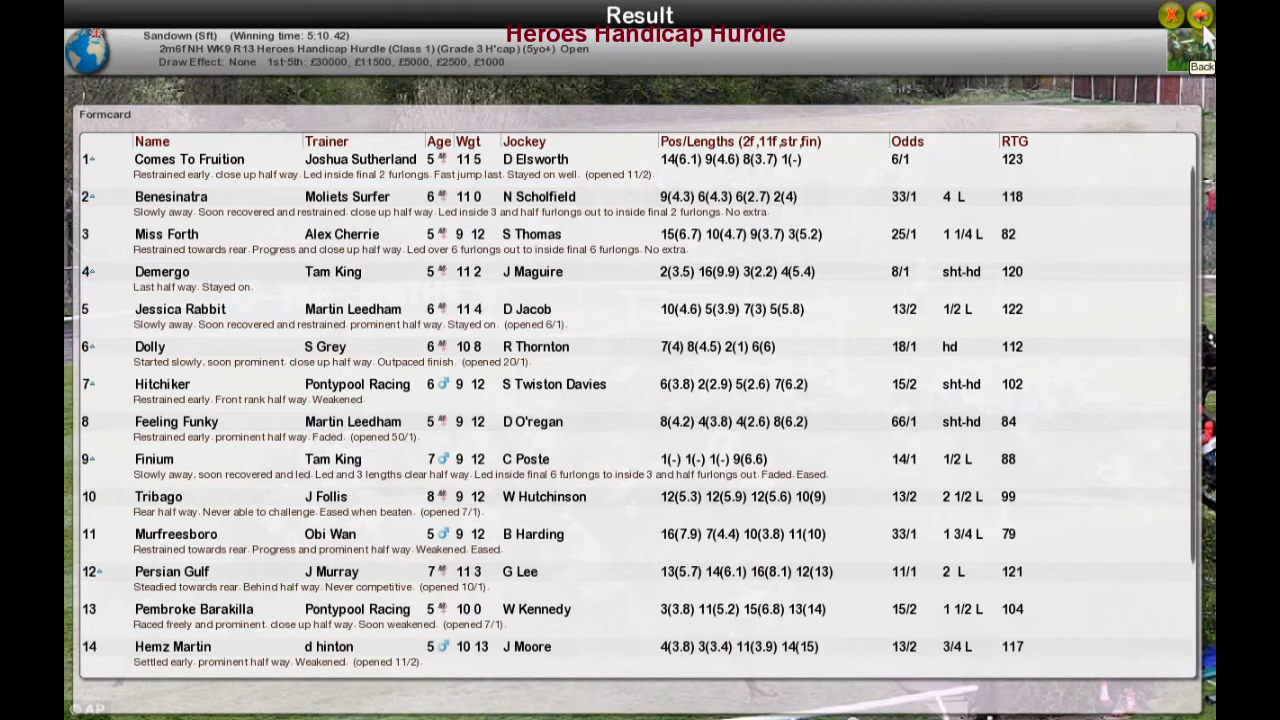 Result
Heroes Handicap Hurdle
Sandown (Sft) (Winning time: 5:10.42)
2m6f NH WK9 R13 Heroes Handicap Hurdle (Class 1) (Grade 3 H'cap) (5yo+) Open
Draw Effect: None 1st-5th: £30000, £11500, £5000, £2500, £1000
Back
Formcard
Name Trainer Age Wgt Jockey Pos/Lengths (2f,11f,str,fin) Odds RTG
1 Comes To Fruition Joshua Sutherland 5 11 5 D Elsworth 14(6.1) 9(4.6) 8(3.7) 1(-) 6/1 123
Restrained early. close up half way. Led inside final 2 furlongs. Fast jump last. Stayed on well. (opened 11/2).
2 Benesinatra Moliets Surfer 6 11 0 N Scholfield 9(4.3) 6(4.3) 6(2.7) 2(4) 33/1 4 L 118
Slowly away. Soon recovered and restrained. close up half way. Led inside 3 and half furlongs out to inside final 2 furlongs. No extra.
3 Miss Forth Alex Cherrie 5 9 12 S Thomas 15(6.7) 10(4.7) 9(3.7) 3(5.2) 25/1 1 1/4 L 82
Restrained towards rear. Progress and close up half way. Led over 6 furlongs out to inside final 6 furlongs. No extra.
4 Demergo Tam King 5 11 2 J Maguire 2(3.5) 16(9.9) 3(2.2) 4(5.4) 8/1 sht-hd 120
Last half way. Stayed on.
5 Jessica Rabbit Martin Leedham 6 11 4 D Jacob 10(4.6) 5(3.9) 7(3) 5(5.8) 13/2 1/2 L 122
Slowly away. Soon recovered and restrained. prominent half way. Stayed on. (opened 6/1).
6 Dolly S Grey 6 10 8 R Thornton 7(4) 8(4.5) 2(1) 6(6) 18/1 hd 112
Started slowly, soon prominent. close up half way. Outpaced finish. (opened 20/1).
7 Hitchiker Pontypool Racing 6 9 12 S Twiston Davies 6(3.8) 2(2.9) 5(2.6) 7(6.2) 15/2 sht-hd 102
Restrained early. Front rank half way. Weakened.
8 Feeling Funky Martin Leedham 5 9 12 D O'regan 8(4.2) 4(3.8) 4(2.6) 8(6.2) 66/1 sht-hd 84
Restrained early. prominent half way. Faded. (opened 50/1).
9 Finium Tam King 7 9 12 C Poste 1(-) 1(-) 1(-) 9(6.6) 14/1 1/2 L 88
Slowly away, soon recovered and led. Led and 3 lengths clear half way. Led inside final 6 furlongs to inside 3 and half furlongs out. Faded. Eased.
10 Tribago J Follis 8 9 12 W Hutchinson 12(5.3) 12(5.9) 12(5.6) 10(9) 13/2 2 1/2 L 99
Rear half way. Never able to challenge. Eased when beaten. (opened 7/1).
11 Murfreesboro Obi Wan 5 9 12 B Harding 16(7.9) 7(4.4) 10(3.8) 11(10) 33/1 1 3/4 L 79
Restrained towards rear. Progress and prominent half way. Weakened. Eased.
12 Persian Gulf J Murray 7 11 3 G Lee 13(5.7) 14(6.1) 16(8.1) 12(13) 11/1 2 L 121
Steadied towards rear. Behind half way. Never competitive. (opened 10/1).
13 Pembroke Barakilla Pontypool Racing 5 10 0 W Kennedy 3(3.8) 11(5.2) 15(6.8) 13(14) 15/2 1 1/2 L 104
Raced freely and prominent. close up half way. Soon weakened. (opened 7/1).
14 Hemz Martin d hinton 5 10 13 J Moore 4(3.8) 3(3.4) 11(3.9) 14(15) 13/2 3/4 L 117
Settled early. prominent half way. Weakened. (opened 11/2).
© AP